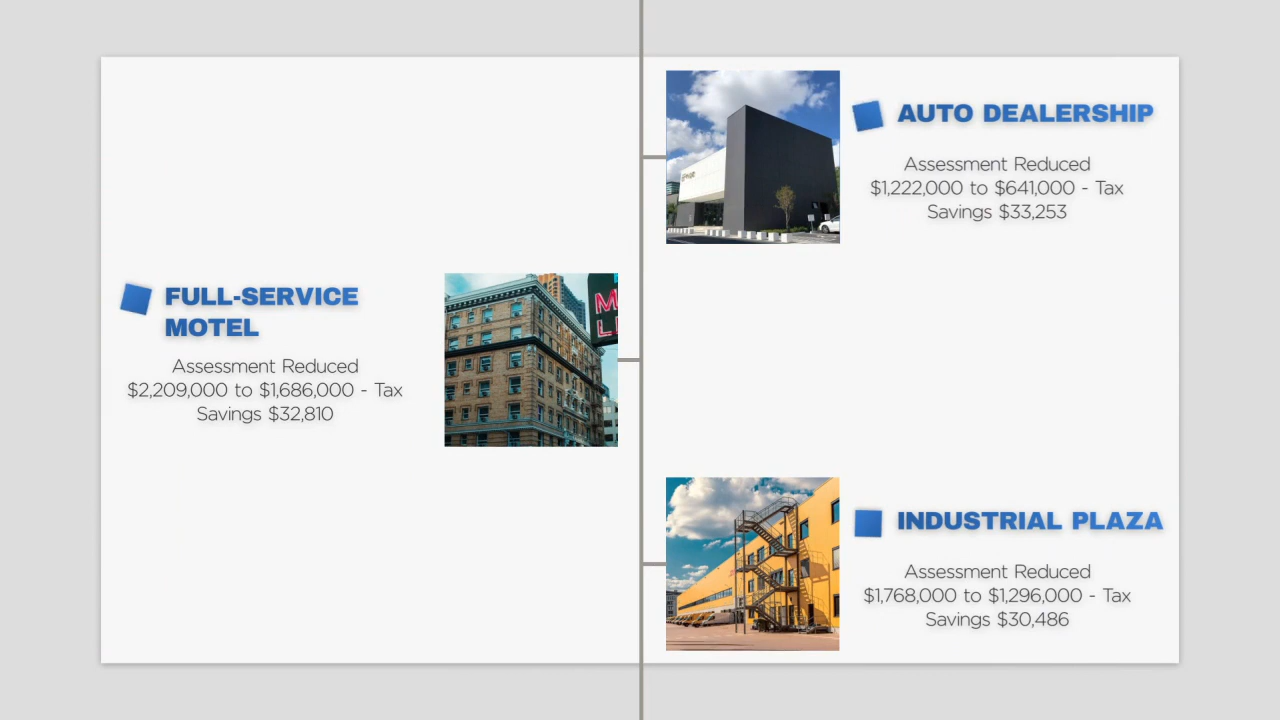 AUTO DEALERSHIP
Assessment Reduced
$1,222,000 to $641,000 - Tax
Savings $33,253
FULL-SERVICE
MOTEL
Assessment Reduced
$2,209,000 to $1,686,000 - Tax
Savings $32,810
M
LI
INDUSTRIAL PLAZA
Assessment Reduced
$1,768,000 to $1,296,000 - Tax
Savings $30,486